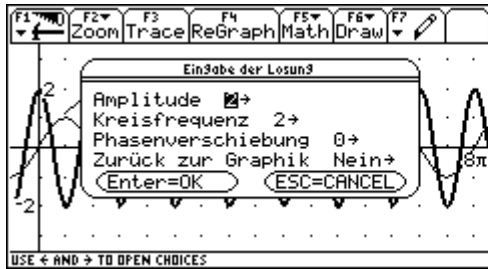 F1 F2 Zoom F3 Trace F4 ReGraph F5 Math F6 Draw F7
Eingabe der Losung
2
Amplitude 2→
Kreisfrequenz 2→
Phasenverschiebung 0→
Zurück zur Graphik Nein→
8π
Enter=OK ESC=CANCEL
-2
USE ← AND → TO OPEN CHOICES